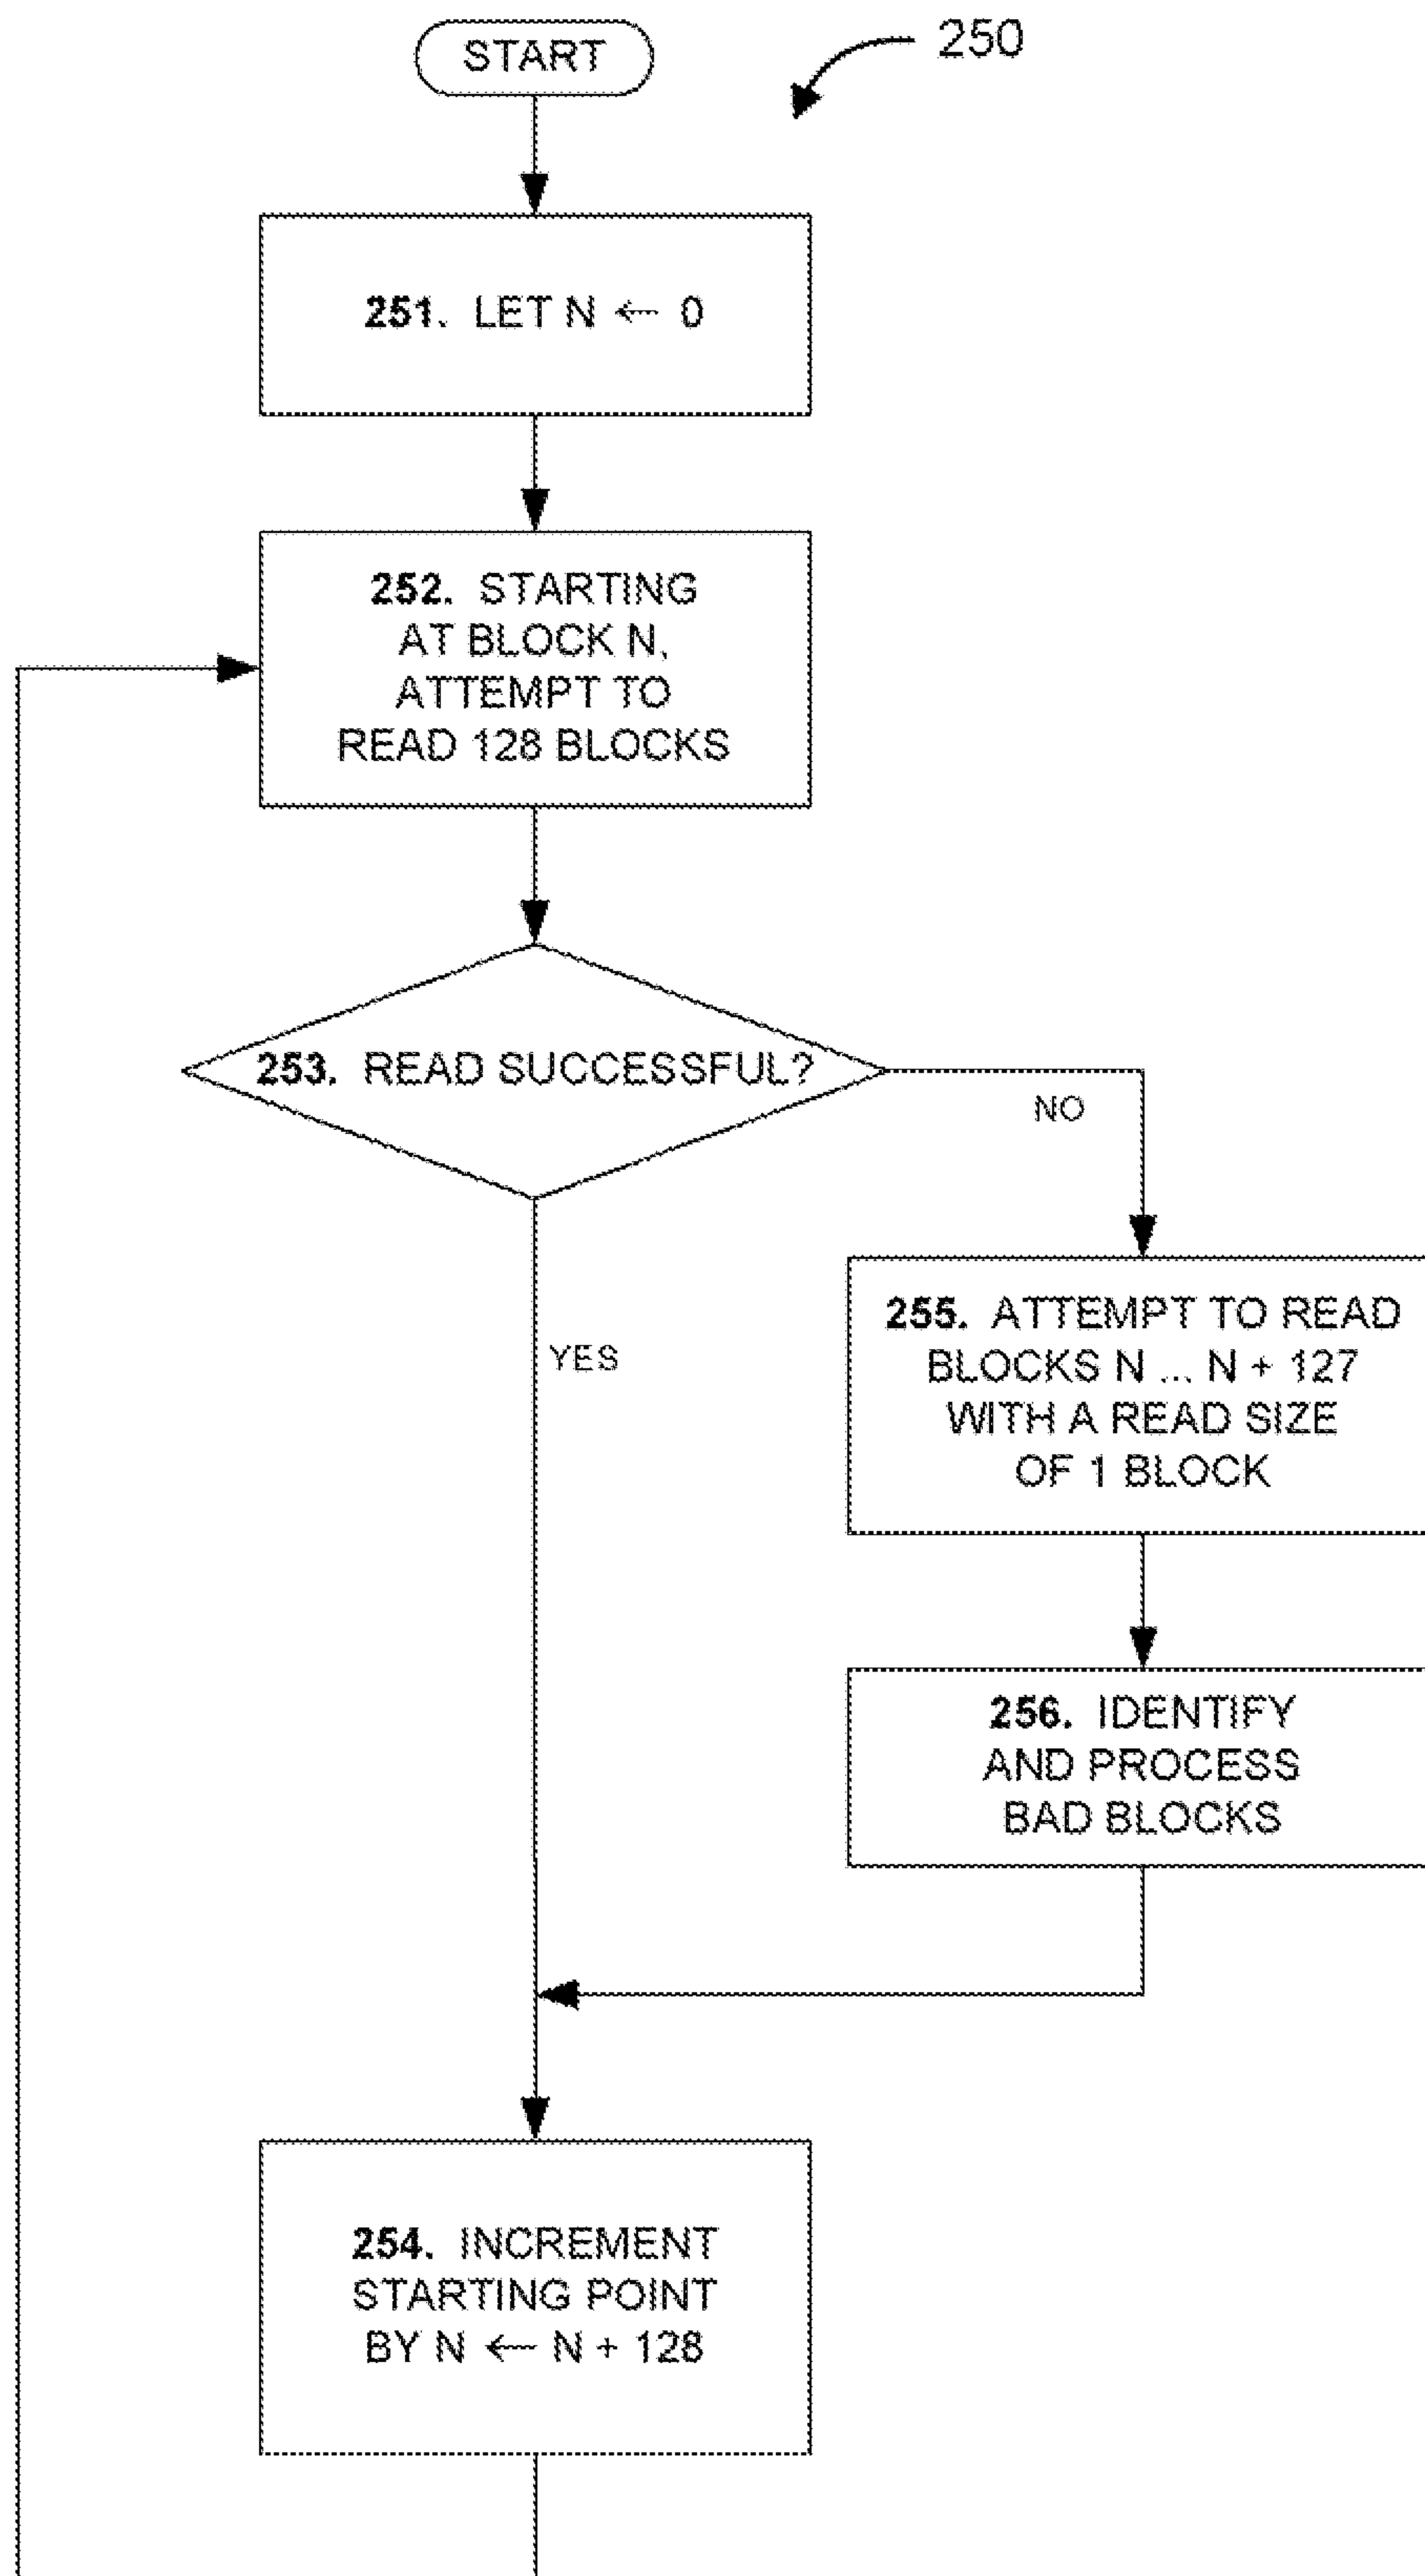 START
250
251. LET N ← 0
252. STARTING
AT BLOCK N,
ATTEMPT TO
READ 128 BLOCKS
253. READ SUCCESSFUL?
NO
YES
255. ATTEMPT TO READ
BLOCKS N ... N + 127
WITH A READ SIZE
OF 1 BLOCK
256. IDENTIFY
AND PROCESS
BAD BLOCKS
254. INCREMENT
STARTING POINT
BY N ← N + 128